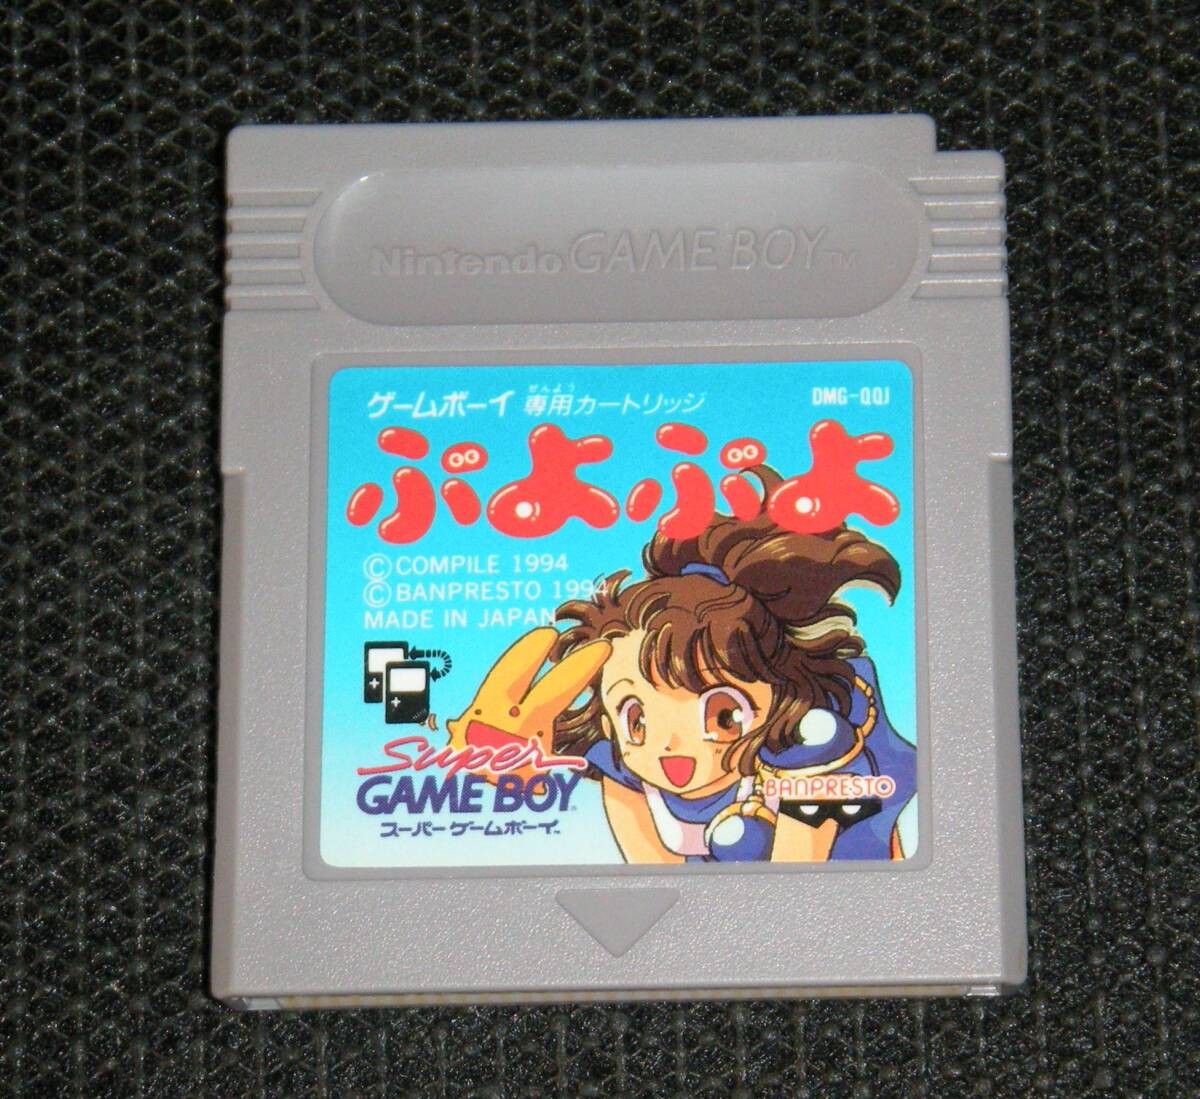 Nintendo GAME BOY TM
せんよう
ゲームボーイ 専用カートリッジ DMG-QQJ
ぷよぷよ
©COMPILE 1994
©BANPRESTO 1994
MADE IN JAPAN
Super
GAME BOY
スーパーゲームボーイ™
BANPRESTO